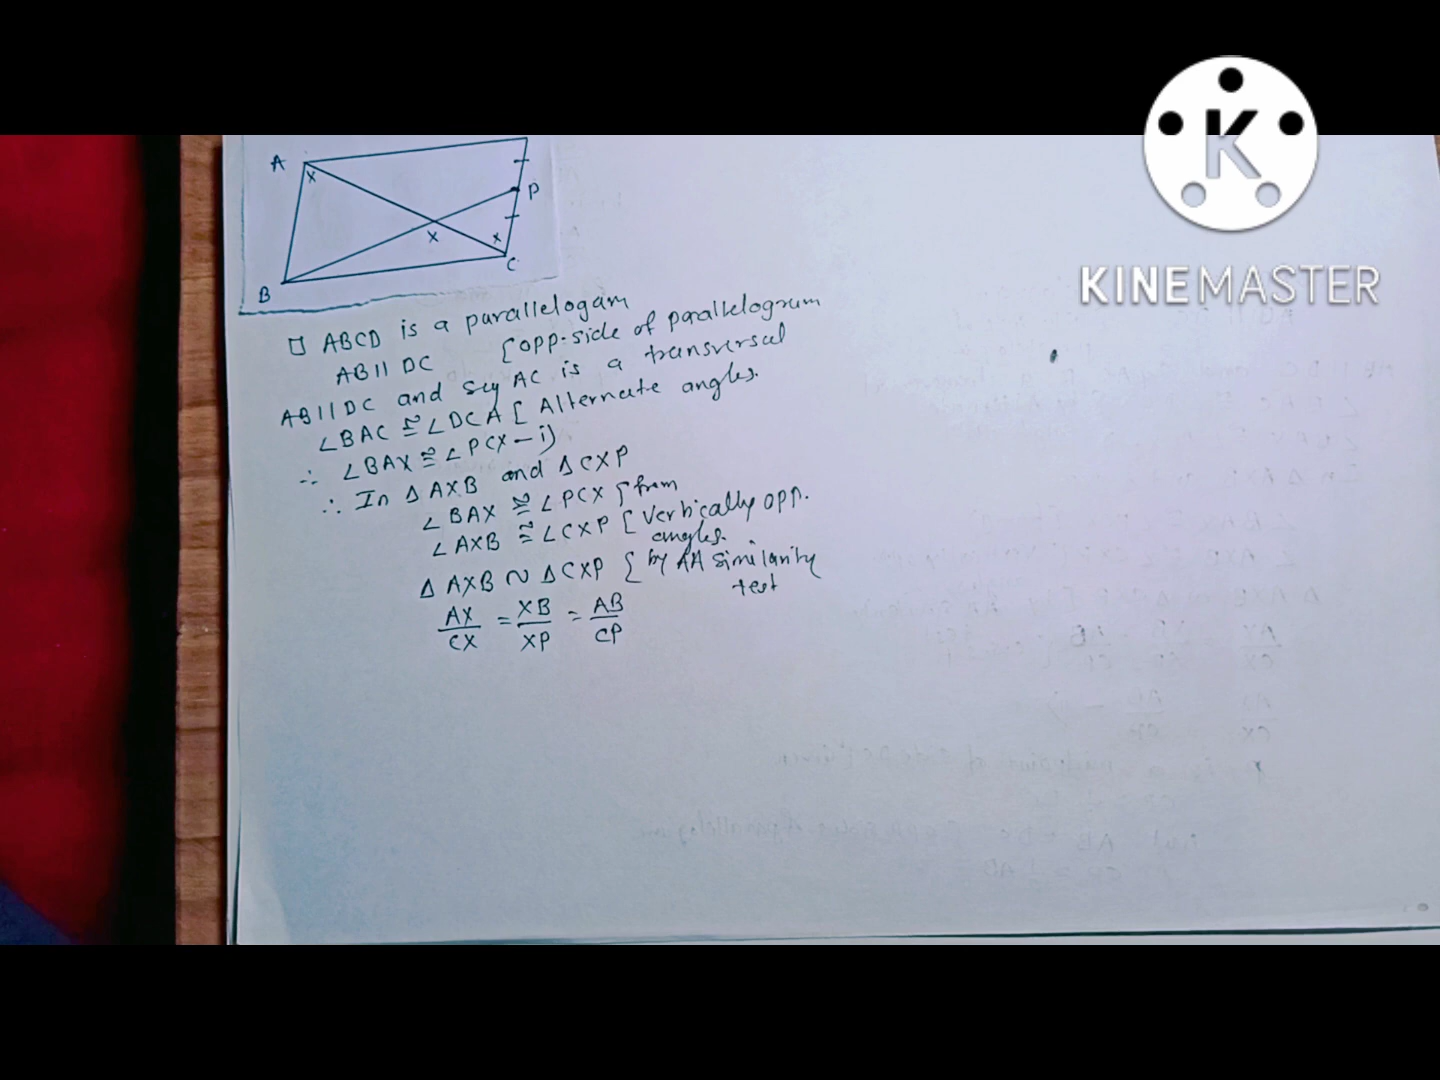 K
KINEMASTER
A
x
P
x
x
C
B
□ ABCD is a parallelogam
AB || DC [opp. side of parallelogram
AB || DC and seg AC is a transversal
∠BAC ≅ ∠DCA [Alternate angles.
∴ ∠BAX ≅ ∠PCX – i)
∴ In △ AXB and △ CXP
∠BAX ≅ ∠PCX [from
∠AXB ≅ ∠CXP [Vertically opp.
angles.
△ AXB ~ △CXP [by AA similarity
test
AX/CX = XB/XP = AB/CP